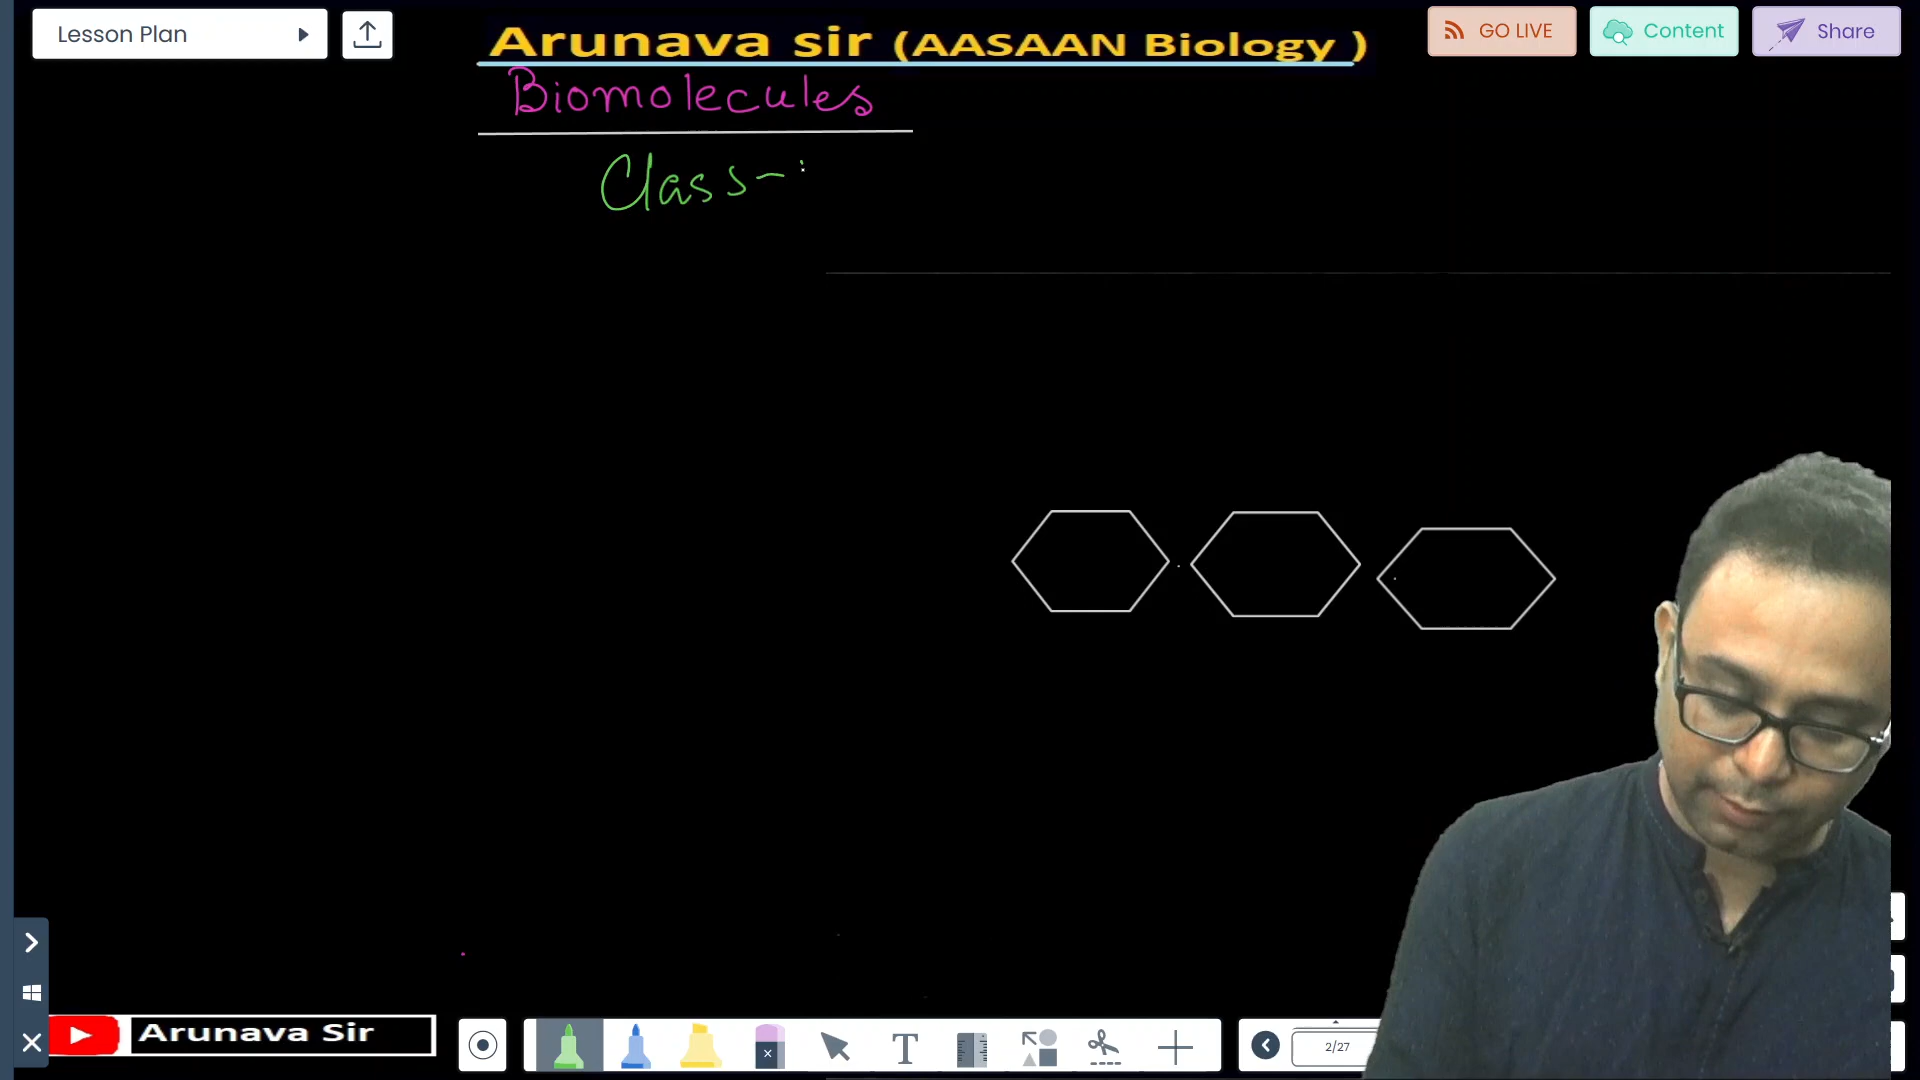 Lesson Plan
Arunava sir (AASAAN Biology )
GO LIVE
Content
Share
Biomolecules
Class-
Arunava Sir
T
2/27